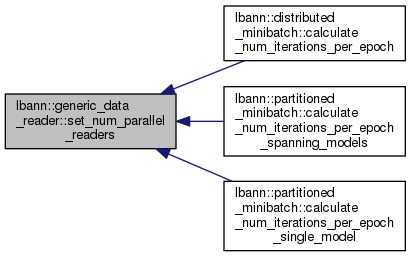 lbann::generic_data
_reader::set_num_parallel
_readers
lbann::distributed
_minibatch::calculate
_num_iterations_per_epoch
lbann::partitioned
_minibatch::calculate
_num_iterations_per_epoch
_spanning_models
lbann::partitioned
_minibatch::calculate
_num_iterations_per_epoch
_single_model